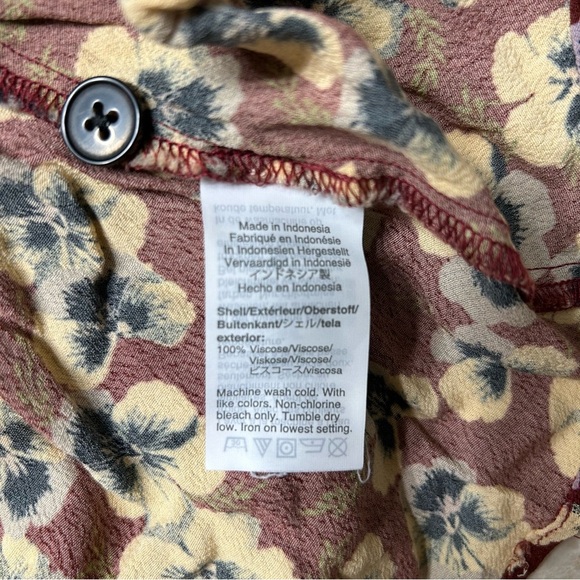 Made in Indonesia
Fabriqué en Indonésie
In Indonesien Hergestellt
Vervaardigd in Indonesië
インドネシア製
Hecho en Indonesia
Shell/Extérieur/Oberstoff/
Buitenkant/シェル/tela
exterior:
100% Viscose/Viscose/
Viskose/Viscose/
ビスコース/viscosa
Machine wash cold. With
like colors. Non-chlorine
bleach only. Tumble dry
low. Iron on lowest setting.